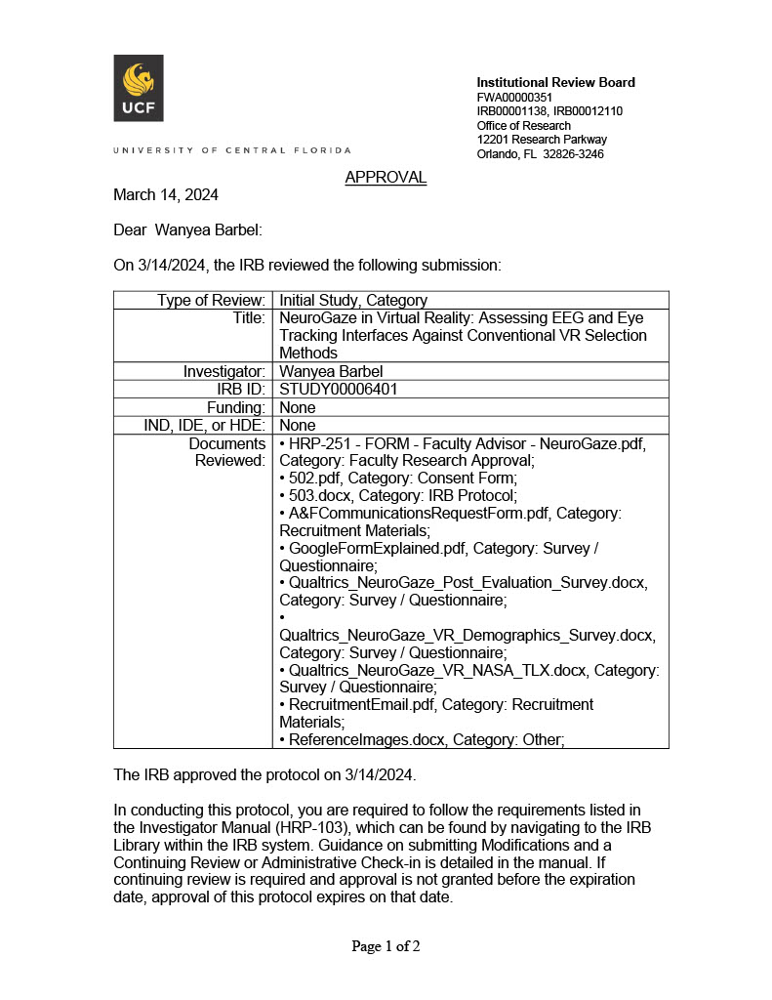 UCF
UNIVERSITY OF CENTRAL FLORIDA
Institutional Review Board
FWA00000351
IRB00001138, IRB00012110
Office of Research
12201 Research Parkway
Orlando, FL 32826-3246
APPROVAL
March 14, 2024
Dear Wanyea Barbel:
On 3/14/2024, the IRB reviewed the following submission:
Type of Review: Initial Study, Category
Title: NeuroGaze in Virtual Reality: Assessing EEG and Eye
Tracking Interfaces Against Conventional VR Selection
Methods
Investigator: Wanyea Barbel
IRB ID: STUDY00006401
Funding: None
IND, IDE, or HDE: None
Documents • HRP-251 - FORM - Faculty Advisor - NeuroGaze.pdf,
Reviewed: Category: Faculty Research Approval;
• 502.pdf, Category: Consent Form;
• 503.docx, Category: IRB Protocol;
• A&FCommunicationsRequestForm.pdf, Category:
Recruitment Materials;
• GoogleFormExplained.pdf, Category: Survey /
Questionnaire;
• Qualtrics_NeuroGaze_Post_Evaluation_Survey.docx,
Category: Survey / Questionnaire;
•
Qualtrics_NeuroGaze_VR_Demographics_Survey.docx,
Category: Survey / Questionnaire;
• Qualtrics_NeuroGaze_VR_NASA_TLX.docx, Category:
Survey / Questionnaire;
• RecruitmentEmail.pdf, Category: Recruitment
Materials;
• ReferenceImages.docx, Category: Other;
The IRB approved the protocol on 3/14/2024.
In conducting this protocol, you are required to follow the requirements listed in
the Investigator Manual (HRP-103), which can be found by navigating to the IRB
Library within the IRB system. Guidance on submitting Modifications and a
Continuing Review or Administrative Check-in is detailed in the manual. If
continuing review is required and approval is not granted before the expiration
date, approval of this protocol expires on that date.
Page 1 of 2